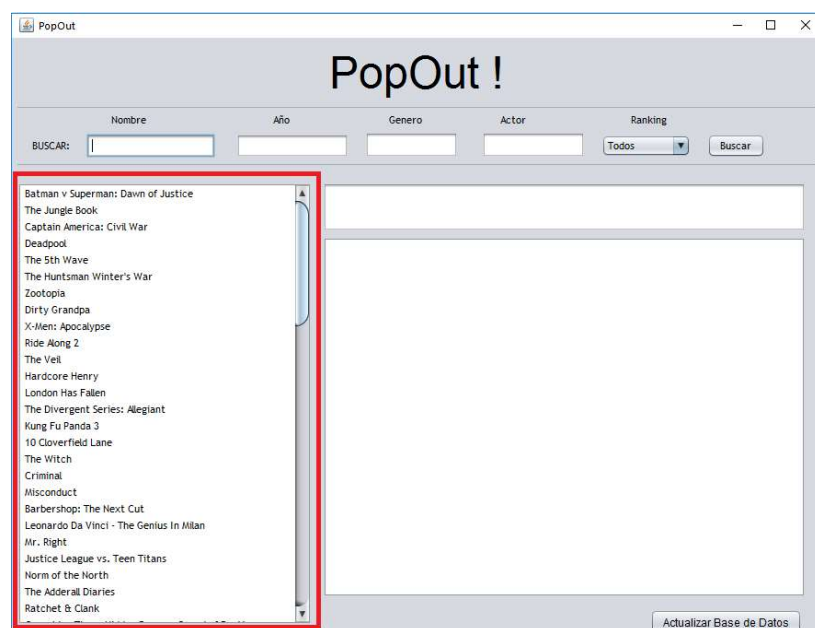 PopOut
PopOut !
Nombre Año Genero Actor Ranking
BUSCAR: Todos Buscar
Batman v Superman: Dawn of Justice
The Jungle Book
Captain America: Civil War
Deadpool
The 5th Wave
The Huntsman Winter's War
Zootopia
Dirty Grandpa
X-Men: Apocalypse
Ride Along 2
The Veil
Hardcore Henry
London Has Fallen
The Divergent Series: Allegiant
Kung Fu Panda 3
10 Cloverfield Lane
The Witch
Criminal
Misconduct
Barbershop: The Next Cut
Leonardo Da Vinci - The Genius In Milan
Mr. Right
Justice League vs. Teen Titans
Norm of the North
The Adderall Diaries
Ratchet & Clank
Actualizar Base de Datos